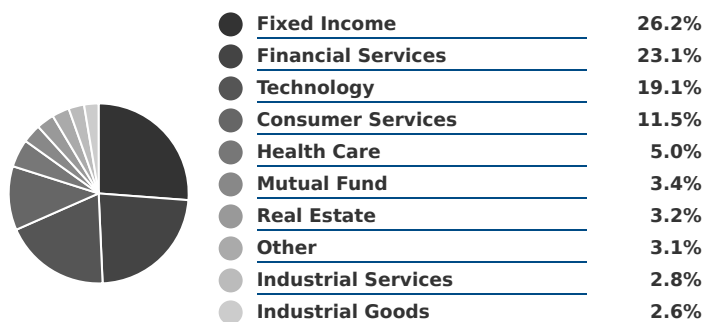 Fixed Income 26.2%
Financial Services 23.1%
Technology 19.1%
Consumer Services 11.5%
Health Care 5.0%
Mutual Fund 3.4%
Real Estate 3.2%
Other 3.1%
Industrial Services 2.8%
Industrial Goods 2.6%